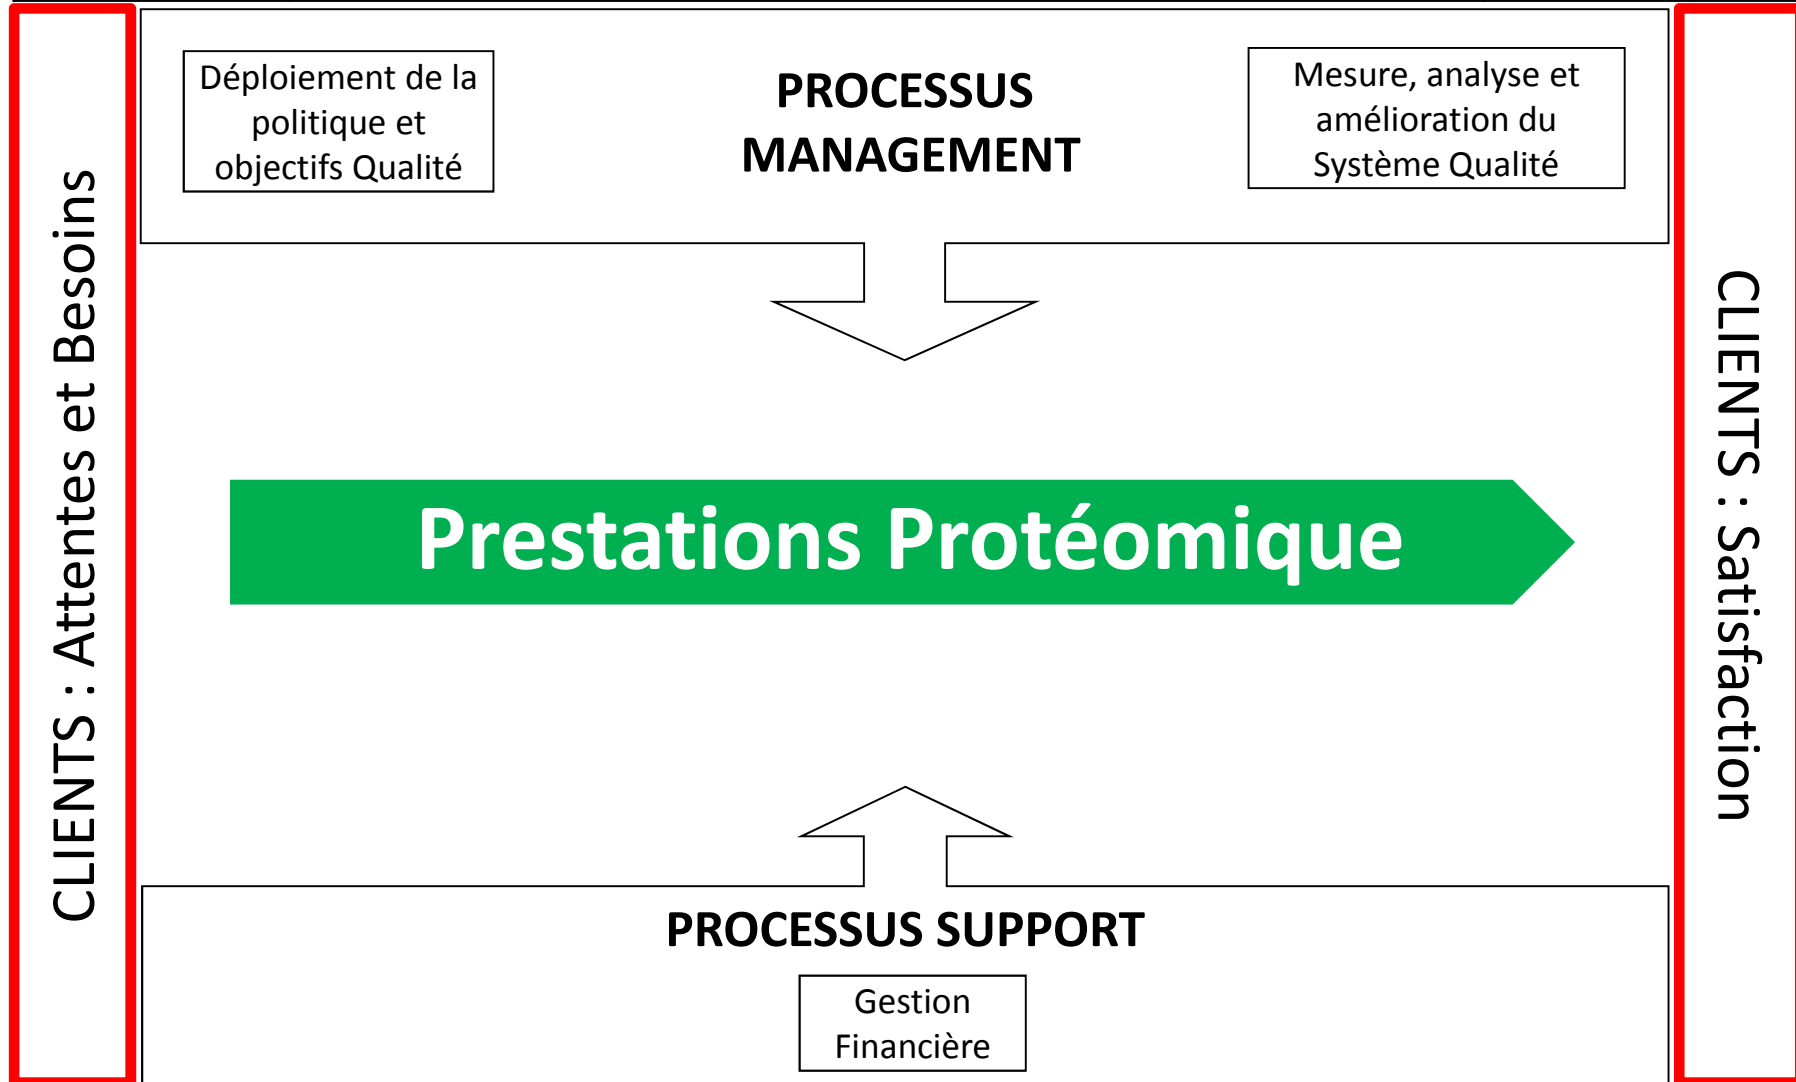 CLIENTS : Attentes et Besoins
Déploiement de la
politique et
objectifs Qualité
PROCESSUS
MANAGEMENT
Mesure, analyse et
amélioration du
Système Qualité
Prestations Protéomique
PROCESSUS SUPPORT
Gestion
Financière
CLIENTS : Satisfaction